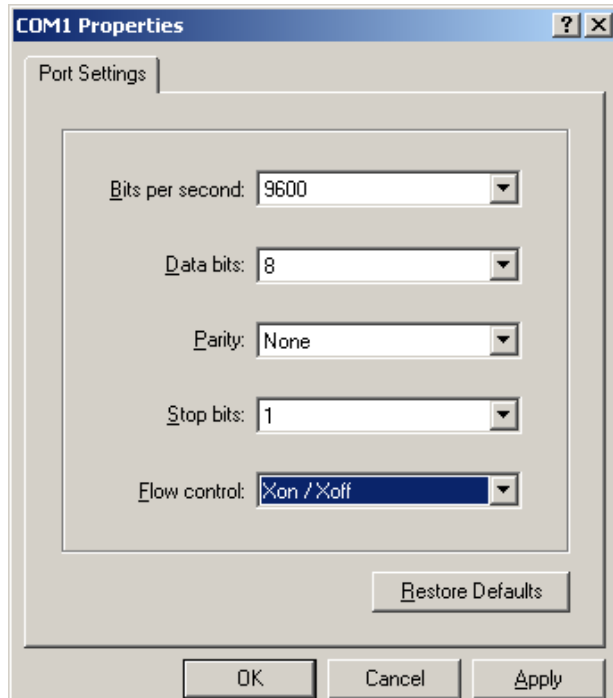 COM1 Properties
Port Settings
Bits per second: 9600
Data bits: 8
Parity: None
Stop bits: 1
Flow control: Xon / Xoff
Restore Defaults
OK Cancel Apply